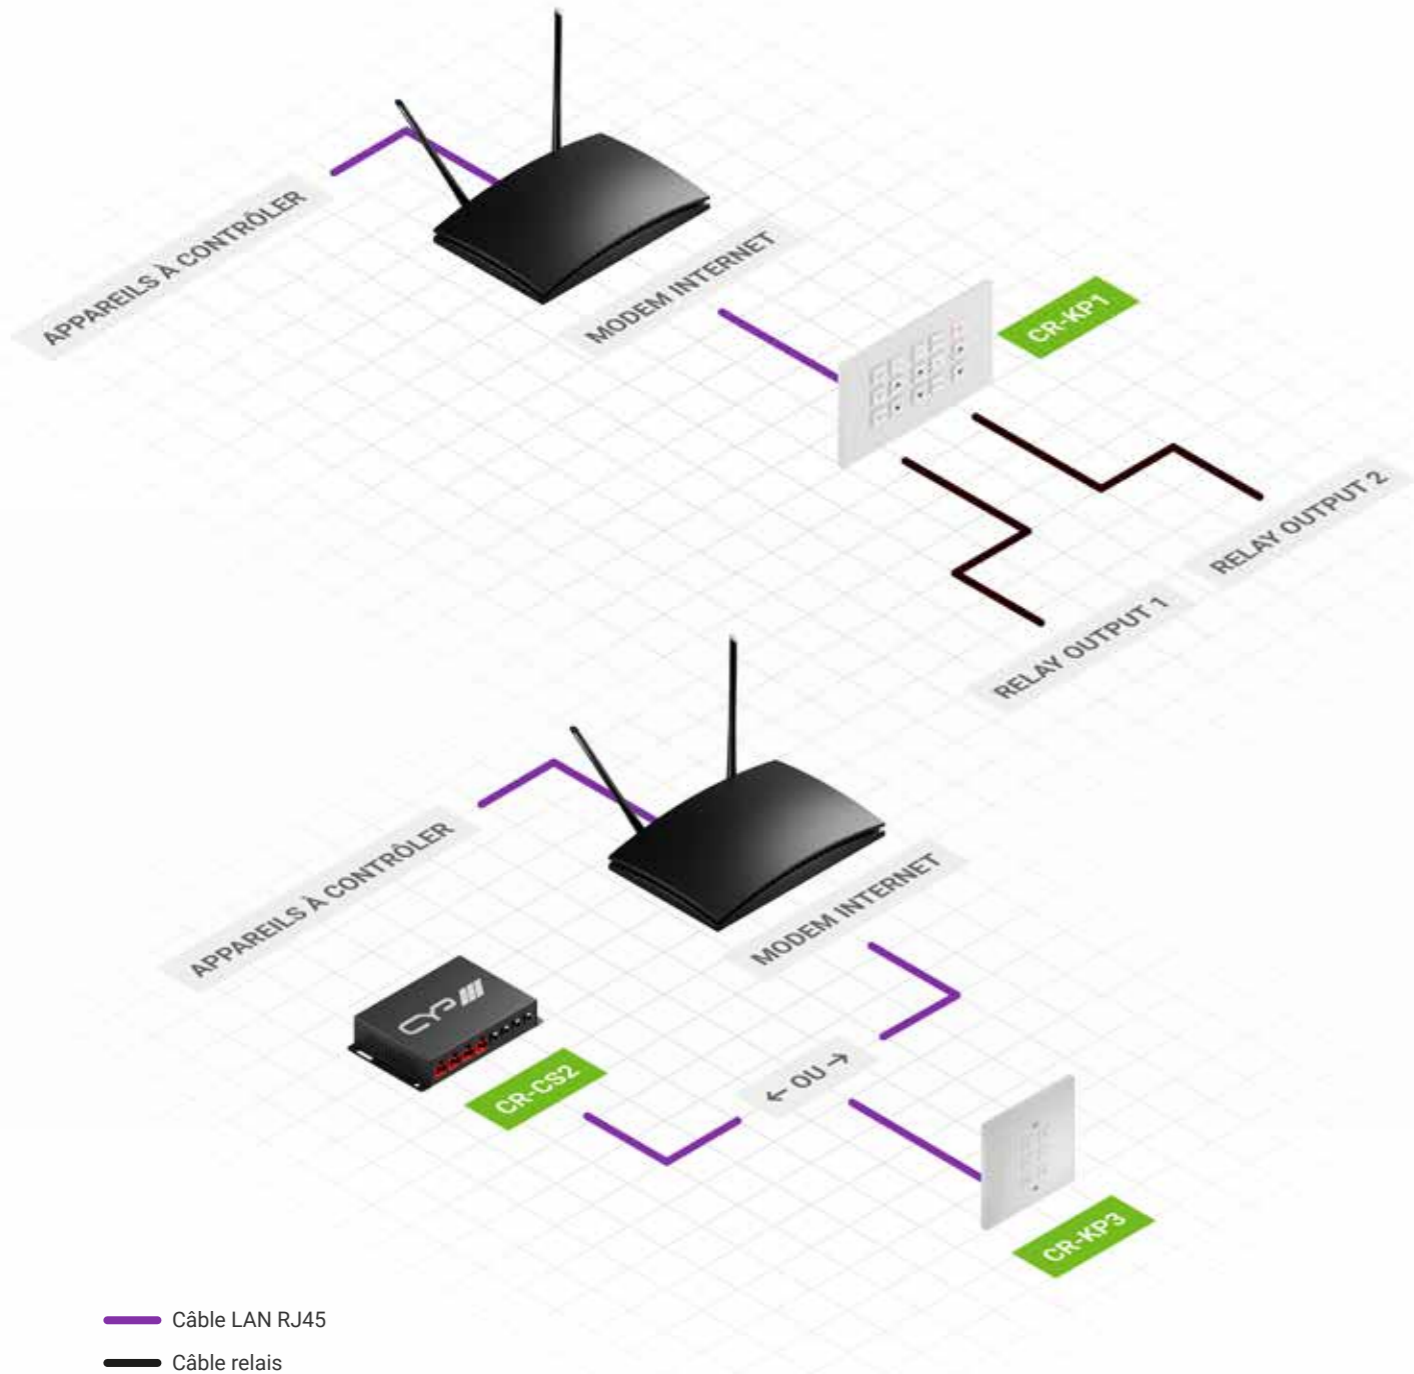 APPAREILS À CONTRÔLER
MODEM INTERNET
CR-KP1
RELAY OUTPUT 2
RELAY OUTPUT 1
APPAREILS À CONTRÔLER
MODEM INTERNET
CYP
CR-CS2
← OU →
CR-KP3
Câble LAN RJ45
Câble relais